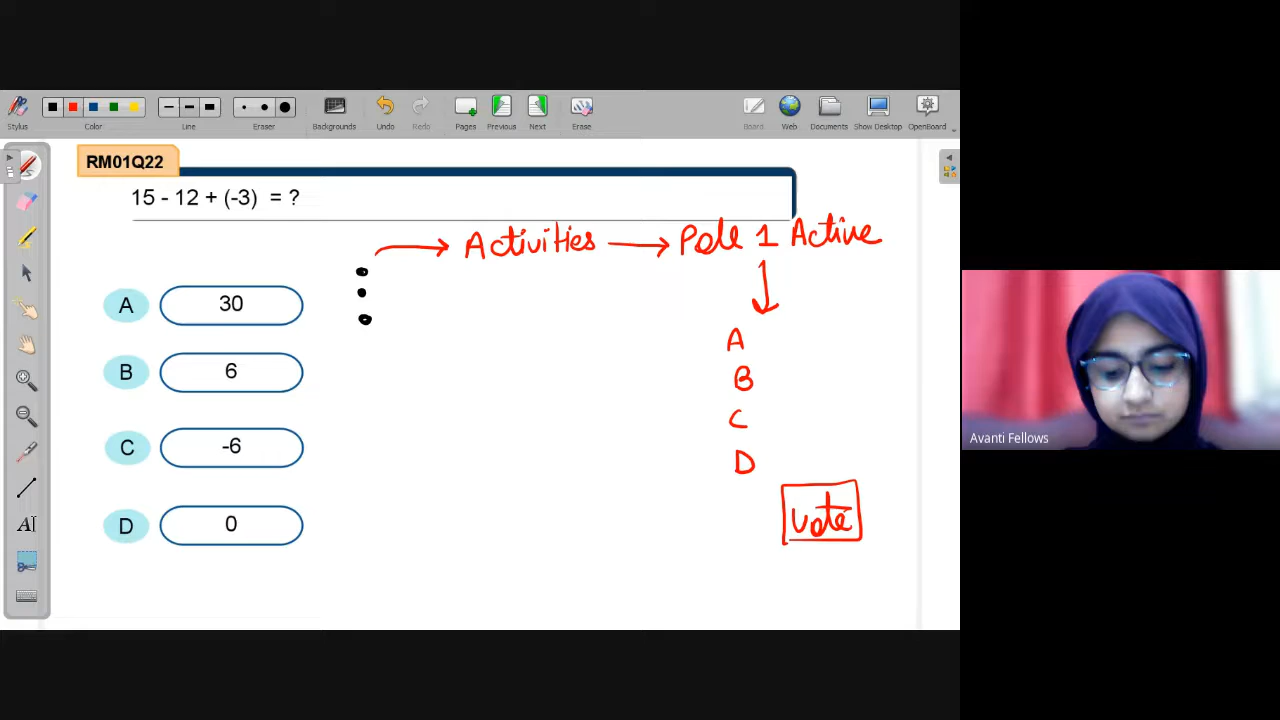 Stylus Color Line Eraser Backgrounds Undo Redo Pages Previous Next Erase Board Web Documents Show Desktop OpenBoard
RM01Q22
15 - 12 + (-3) = ?
Activities Pole 1 Active
A 30
B 6
C -6
D 0
A
B
C
D
Vote
AI
Avanti Fellows